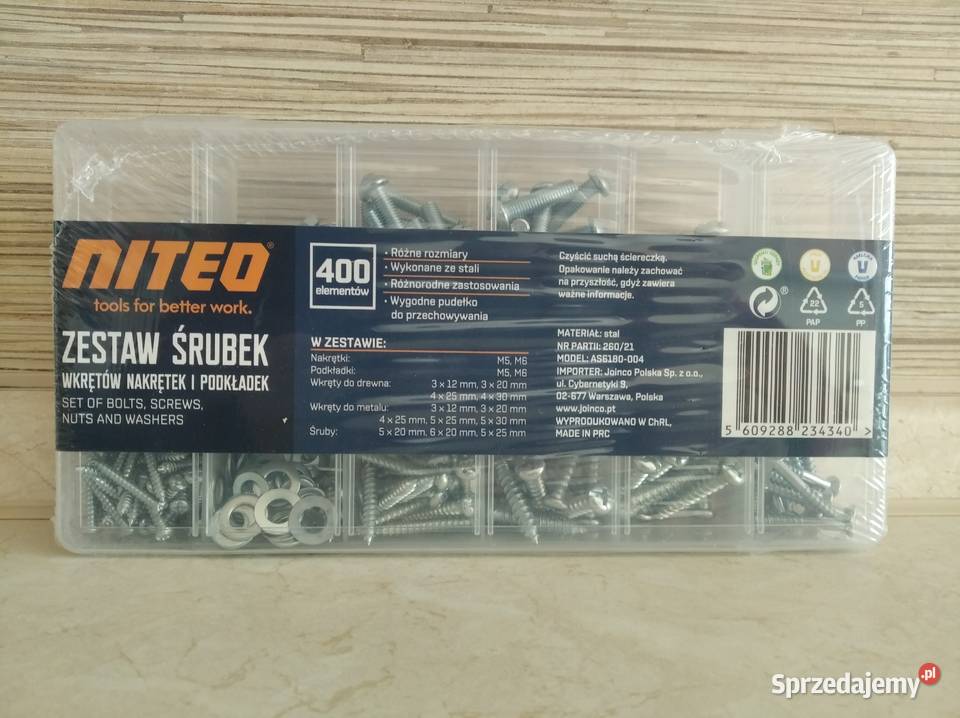 NITEO®
tools for better work.
ZESTAW ŚRUBEK
WKRĘTÓW NAKRĘTEK I PODKŁADEK
SET OF BOLTS, SCREWS,
NUTS AND WASHERS
400
elementów
• Różne rozmiary
• Wykonane ze stali
• Różnorodne zastosowania
• Wygodne pudełko
do przechowywania
W ZESTAWIE:
Nakrętki: M5, M6
Podkładki: M5, M6
Wkręty do drewna: 3 x 12 mm, 3 x 20 mm
4 x 25 mm, 4 x 30 mm
Wkręty do metalu: 3 x 12 mm, 3 x 20 mm
4 x 25 mm, 5 x 25 mm, 5 x 30 mm
Śruby: 5 x 20 mm, 6 x 20 mm, 5 x 25 mm
Czyścić suchą ściereczką.
Opakowanie należy zachować
na przyszłość, gdyż zawiera
ważne informacje.
MATERIAŁ: stal
NR PARTII: 260/21
MODEL: AS6180-004
IMPORTER: Joinco Polska Sp. z o.o.,
ul. Cybernetyki 9,
02-677 Warszawa, Polska
www.joinco.pt
WYPRODUKOWANO W ChRL,
MADE IN PRC
®
22
PAP
5
PP
5 609288 234340 >
Sprzedajemy.pl